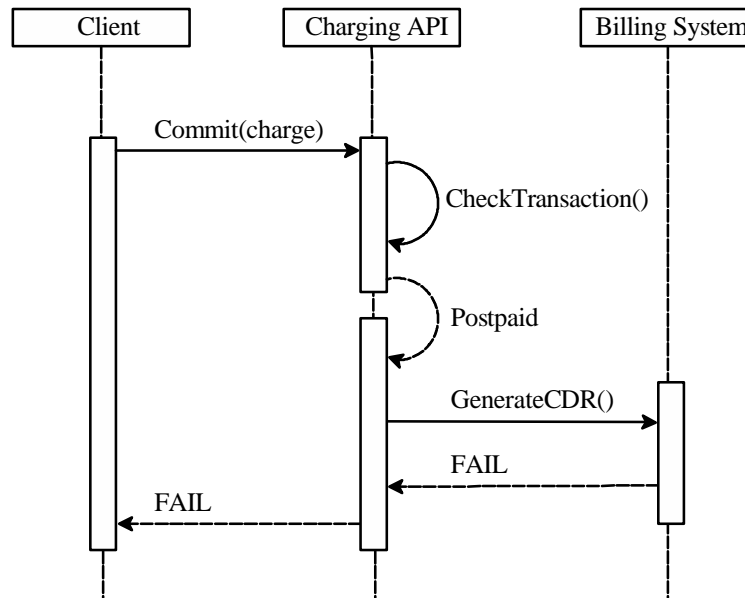 Client
Charging API
Billing System
Commit(charge)
CheckTransaction()
Postpaid
GenerateCDR()
FAIL
FAIL